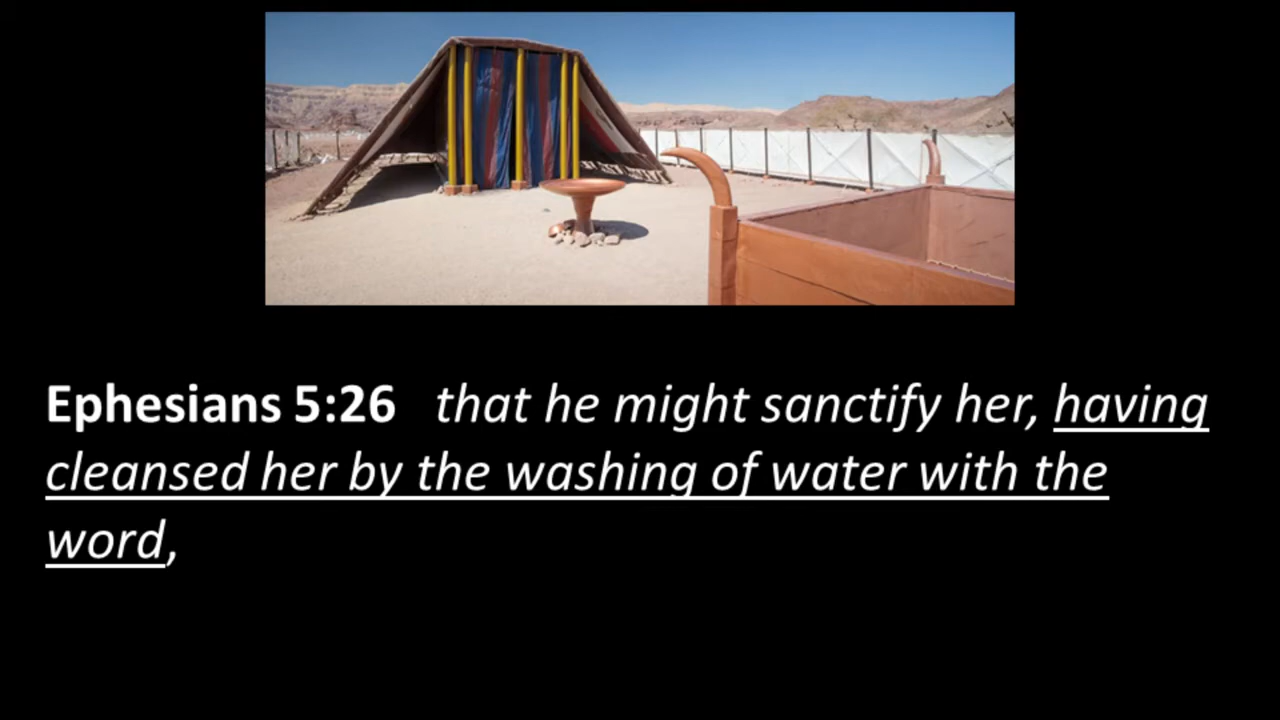 Ephesians 5:26 that he might sanctify her, having
cleansed her by the washing of water with the
word,